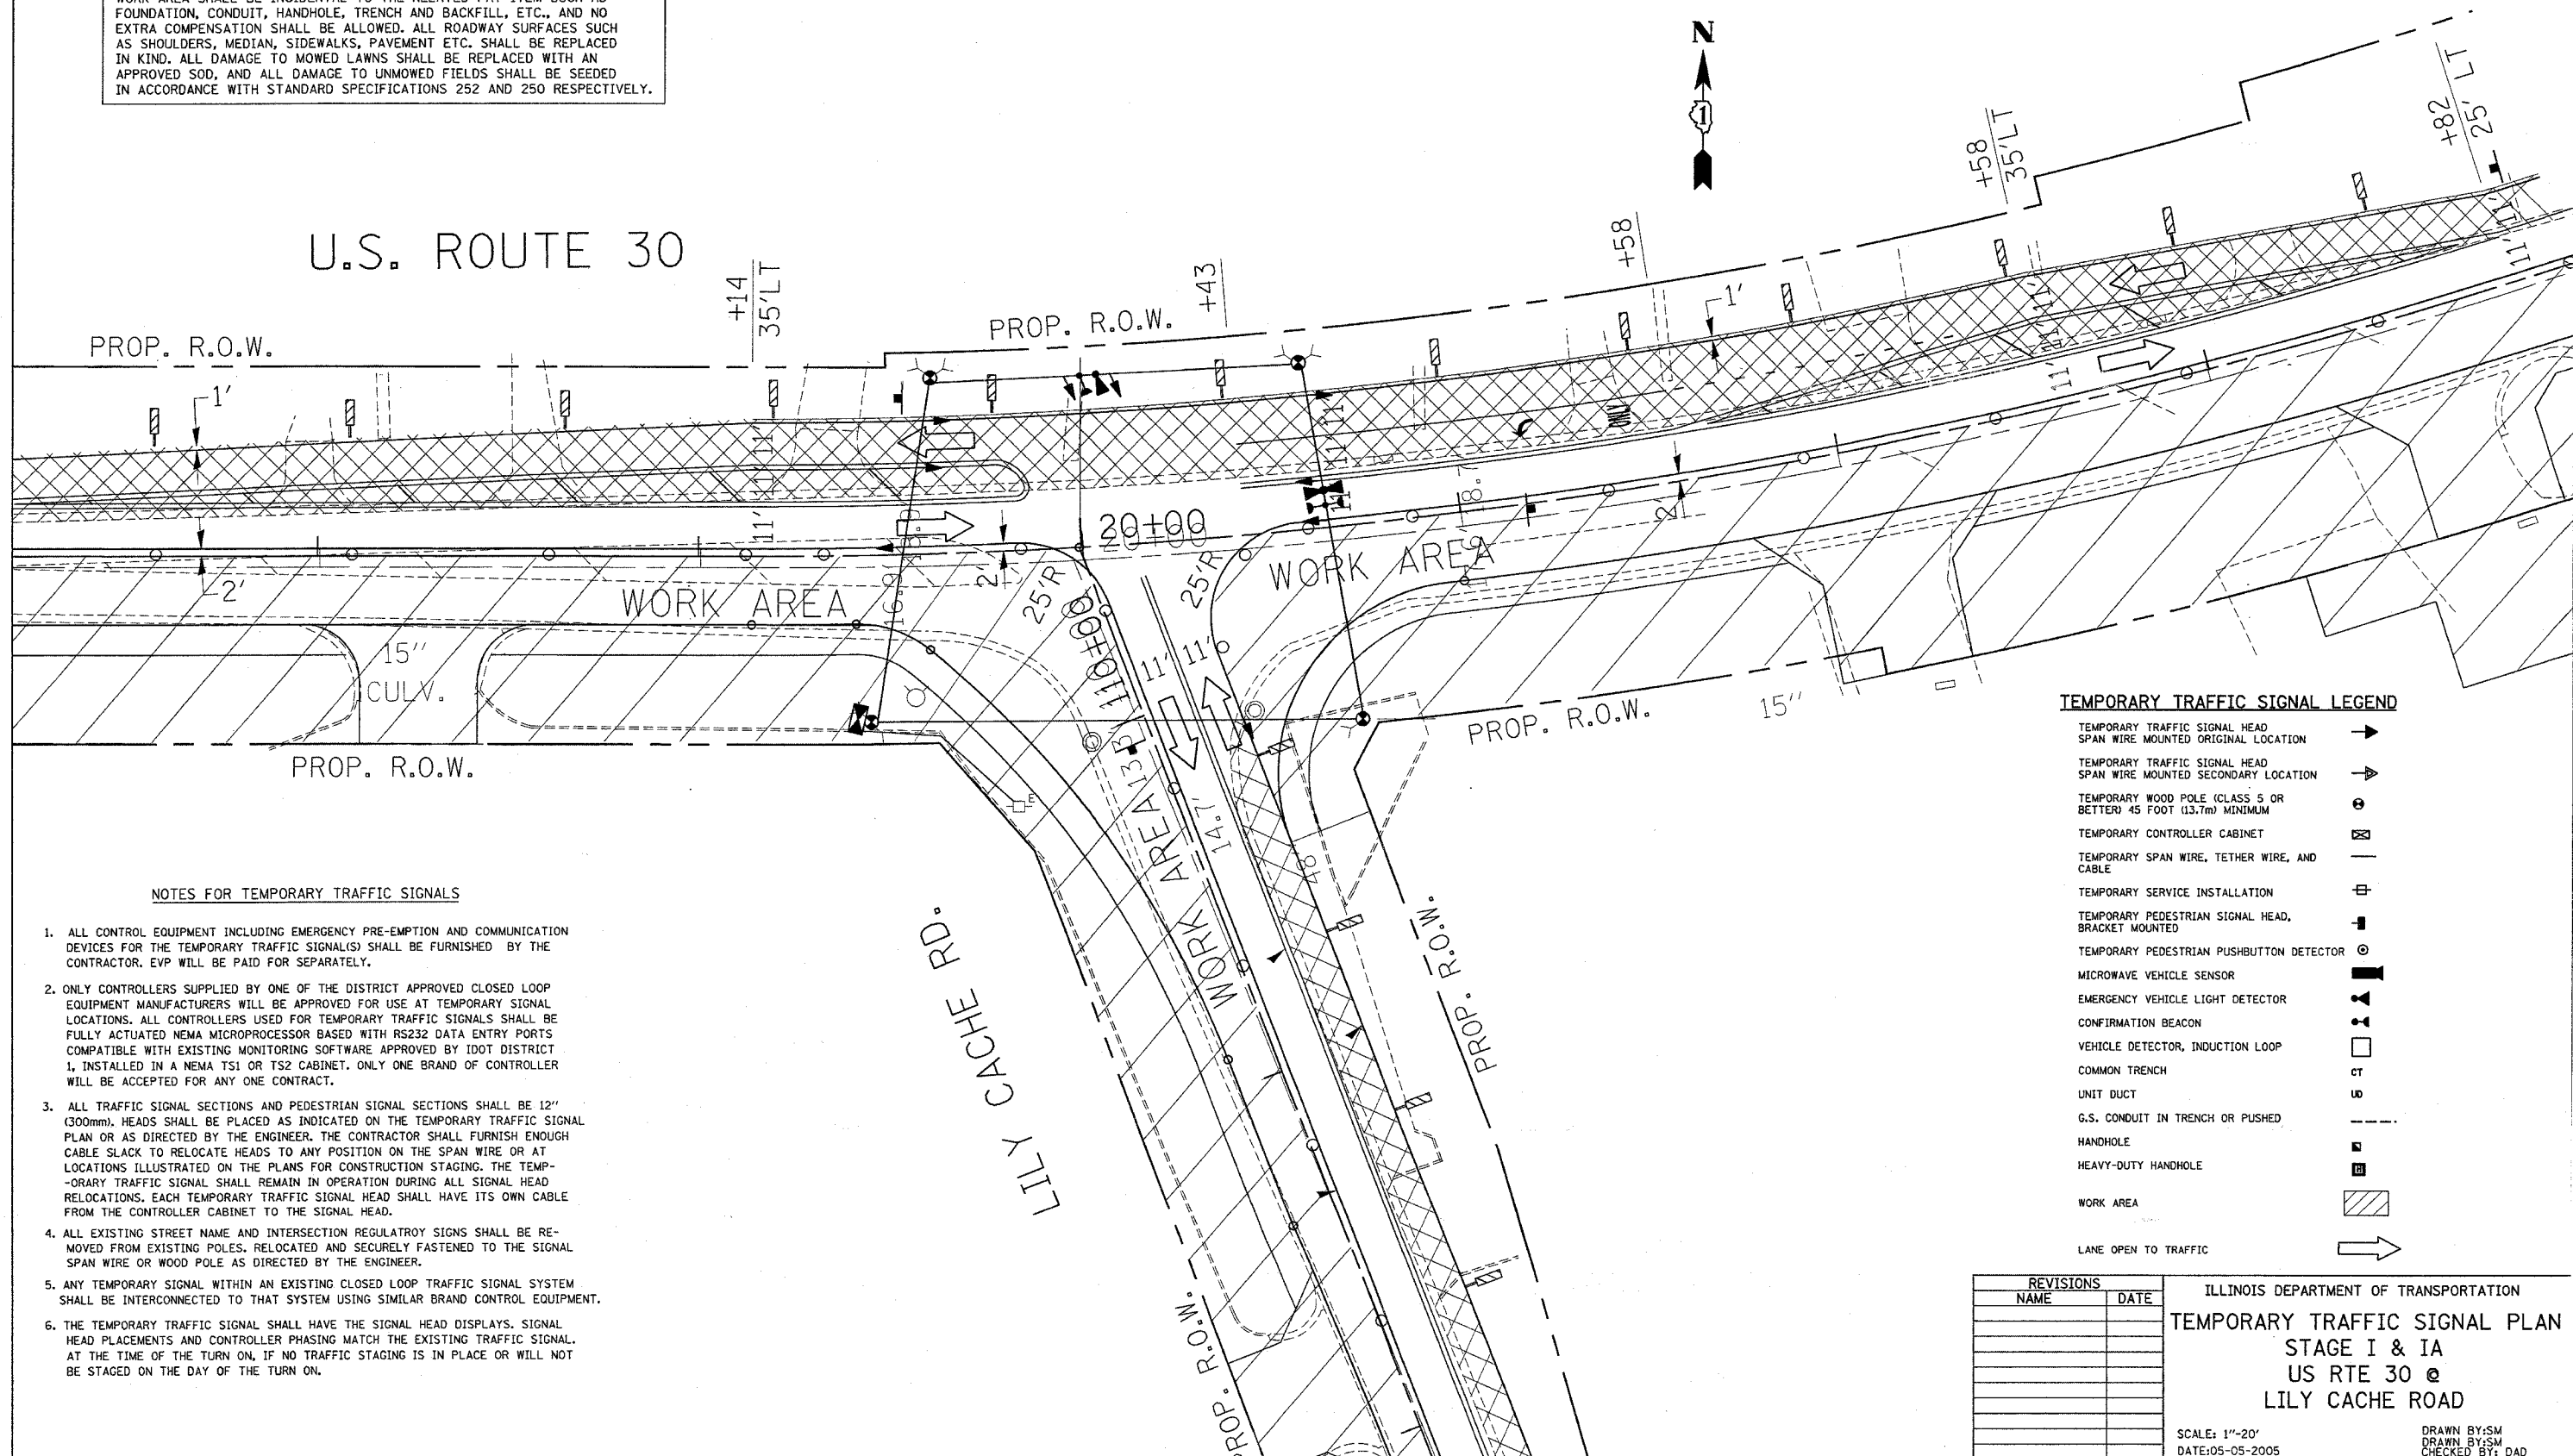 FOUNDATION, CONDUIT, HANDHOLE, TRENCH AND BACKFILL, ETC., AND NO
EXTRA COMPENSATION SHALL BE ALLOWED. ALL ROADWAY SURFACES SUCH
AS SHOULDERS, MEDIAN, SIDEWALKS, PAVEMENT ETC. SHALL BE REPLACED
IN KIND. ALL DAMAGE TO MOWED LAWNS SHALL BE REPLACED WITH AN
APPROVED SOD, AND ALL DAMAGE TO UNMOWED FIELDS SHALL BE SEEDED
IN ACCORDANCE WITH STANDARD SPECIFICATIONS 252 AND 250 RESPECTIVELY.
N
1
U.S. ROUTE 30
+14
35'LT
+43
+58
+58
35'LT
+82
25' LT
PROP. R.O.W.
PROP. R.O.W.
1'
1'
11'
11'
11'
11'
11'
11'
11'
11'
11'
11'
11'
ONLY
20+00
2'
2'
2'
16.9'
25'R
25'R
WORK AREA
WORK AREA
110+00
11'
11'
15''
CULV.
13.3'
14.7'
18'
15''
PROP. R.O.W.
PROP. R.O.W.
E
WORK AREA
LILY CACHE RD.
PROP. R.O.W.
PROP. R.O.W.
NOTES FOR TEMPORARY TRAFFIC SIGNALS
1. ALL CONTROL EQUIPMENT INCLUDING EMERGENCY PRE-EMPTION AND COMMUNICATION
DEVICES FOR THE TEMPORARY TRAFFIC SIGNAL(S) SHALL BE FURNISHED BY THE
CONTRACTOR. EVP WILL BE PAID FOR SEPARATELY.
2. ONLY CONTROLLERS SUPPLIED BY ONE OF THE DISTRICT APPROVED CLOSED LOOP
EQUIPMENT MANUFACTURERS WILL BE APPROVED FOR USE AT TEMPORARY SIGNAL
LOCATIONS. ALL CONTROLLERS USED FOR TEMPORARY TRAFFIC SIGNALS SHALL BE
FULLY ACTUATED NEMA MICROPROCESSOR BASED WITH RS232 DATA ENTRY PORTS
COMPATIBLE WITH EXISTING MONITORING SOFTWARE APPROVED BY IDOT DISTRICT
1, INSTALLED IN A NEMA TS1 OR TS2 CABINET. ONLY ONE BRAND OF CONTROLLER
WILL BE ACCEPTED FOR ANY ONE CONTRACT.
3. ALL TRAFFIC SIGNAL SECTIONS AND PEDESTRIAN SIGNAL SECTIONS SHALL BE 12''
(300mm). HEADS SHALL BE PLACED AS INDICATED ON THE TEMPORARY TRAFFIC SIGNAL
PLAN OR AS DIRECTED BY THE ENGINEER. THE CONTRACTOR SHALL FURNISH ENOUGH
CABLE SLACK TO RELOCATE HEADS TO ANY POSITION ON THE SPAN WIRE OR AT
LOCATIONS ILLUSTRATED ON THE PLANS FOR CONSTRUCTION STAGING. THE TEMP-
-ORARY TRAFFIC SIGNAL SHALL REMAIN IN OPERATION DURING ALL SIGNAL HEAD
RELOCATIONS. EACH TEMPORARY TRAFFIC SIGNAL HEAD SHALL HAVE ITS OWN CABLE
FROM THE CONTROLLER CABINET TO THE SIGNAL HEAD.
4. ALL EXISTING STREET NAME AND INTERSECTION REGULATROY SIGNS SHALL BE RE-
MOVED FROM EXISTING POLES. RELOCATED AND SECURELY FASTENED TO THE SIGNAL
SPAN WIRE OR WOOD POLE AS DIRECTED BY THE ENGINEER.
5. ANY TEMPORARY SIGNAL WITHIN AN EXISTING CLOSED LOOP TRAFFIC SIGNAL SYSTEM
SHALL BE INTERCONNECTED TO THAT SYSTEM USING SIMILAR BRAND CONTROL EQUIPMENT.
6. THE TEMPORARY TRAFFIC SIGNAL SHALL HAVE THE SIGNAL HEAD DISPLAYS. SIGNAL
HEAD PLACEMENTS AND CONTROLLER PHASING MATCH THE EXISTING TRAFFIC SIGNAL.
AT THE TIME OF THE TURN ON, IF NO TRAFFIC STAGING IS IN PLACE OR WILL NOT
BE STAGED ON THE DAY OF THE TURN ON.
TEMPORARY TRAFFIC SIGNAL LEGEND
TEMPORARY TRAFFIC SIGNAL HEAD
SPAN WIRE MOUNTED ORIGINAL LOCATION
TEMPORARY TRAFFIC SIGNAL HEAD
SPAN WIRE MOUNTED SECONDARY LOCATION
TEMPORARY WOOD POLE (CLASS 5 OR
BETTER) 45 FOOT (13.7m) MINIMUM
TEMPORARY CONTROLLER CABINET
TEMPORARY SPAN WIRE, TETHER WIRE, AND
CABLE
TEMPORARY SERVICE INSTALLATION
TEMPORARY PEDESTRIAN SIGNAL HEAD,
BRACKET MOUNTED
TEMPORARY PEDESTRIAN PUSHBUTTON DETECTOR
MICROWAVE VEHICLE SENSOR
EMERGENCY VEHICLE LIGHT DETECTOR
CONFIRMATION BEACON
VEHICLE DETECTOR, INDUCTION LOOP
COMMON TRENCH CT
UNIT DUCT UD
G.S. CONDUIT IN TRENCH OR PUSHED
HANDHOLE
HEAVY-DUTY HANDHOLE H
WORK AREA
LANE OPEN TO TRAFFIC
REVISIONS
NAME DATE
ILLINOIS DEPARTMENT OF TRANSPORTATION
TEMPORARY TRAFFIC SIGNAL PLAN
STAGE I & IA
US RTE 30 @
LILY CACHE ROAD
SCALE: 1''-20'
DATE:05-05-2005
DRAWN BY:SM
DRAWN BY:SM
CHECKED BY: DAD